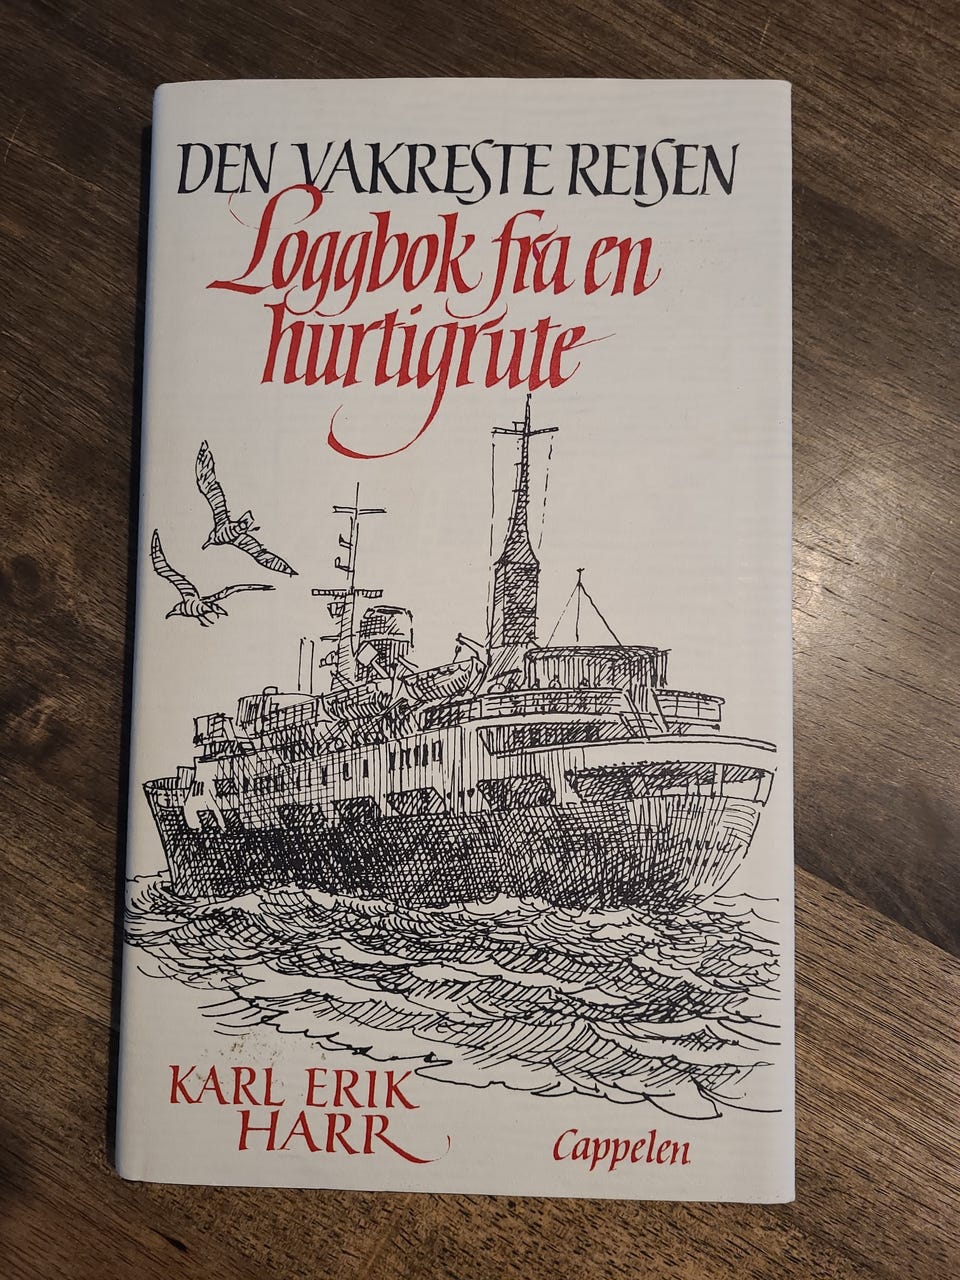 DEN VAKRESTE REISEN
Loggbok fra en
hurtigrute
KARL ERIK
HARR
Cappelen